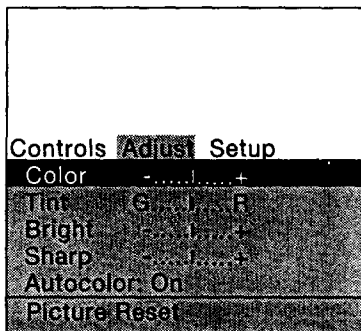 Controls Adjust Setup
Color -.....|.....+
Tint G.....|.....R
Bright -.....|.....+
Sharp -.....|.....+
Autocolor: On
Picture Reset